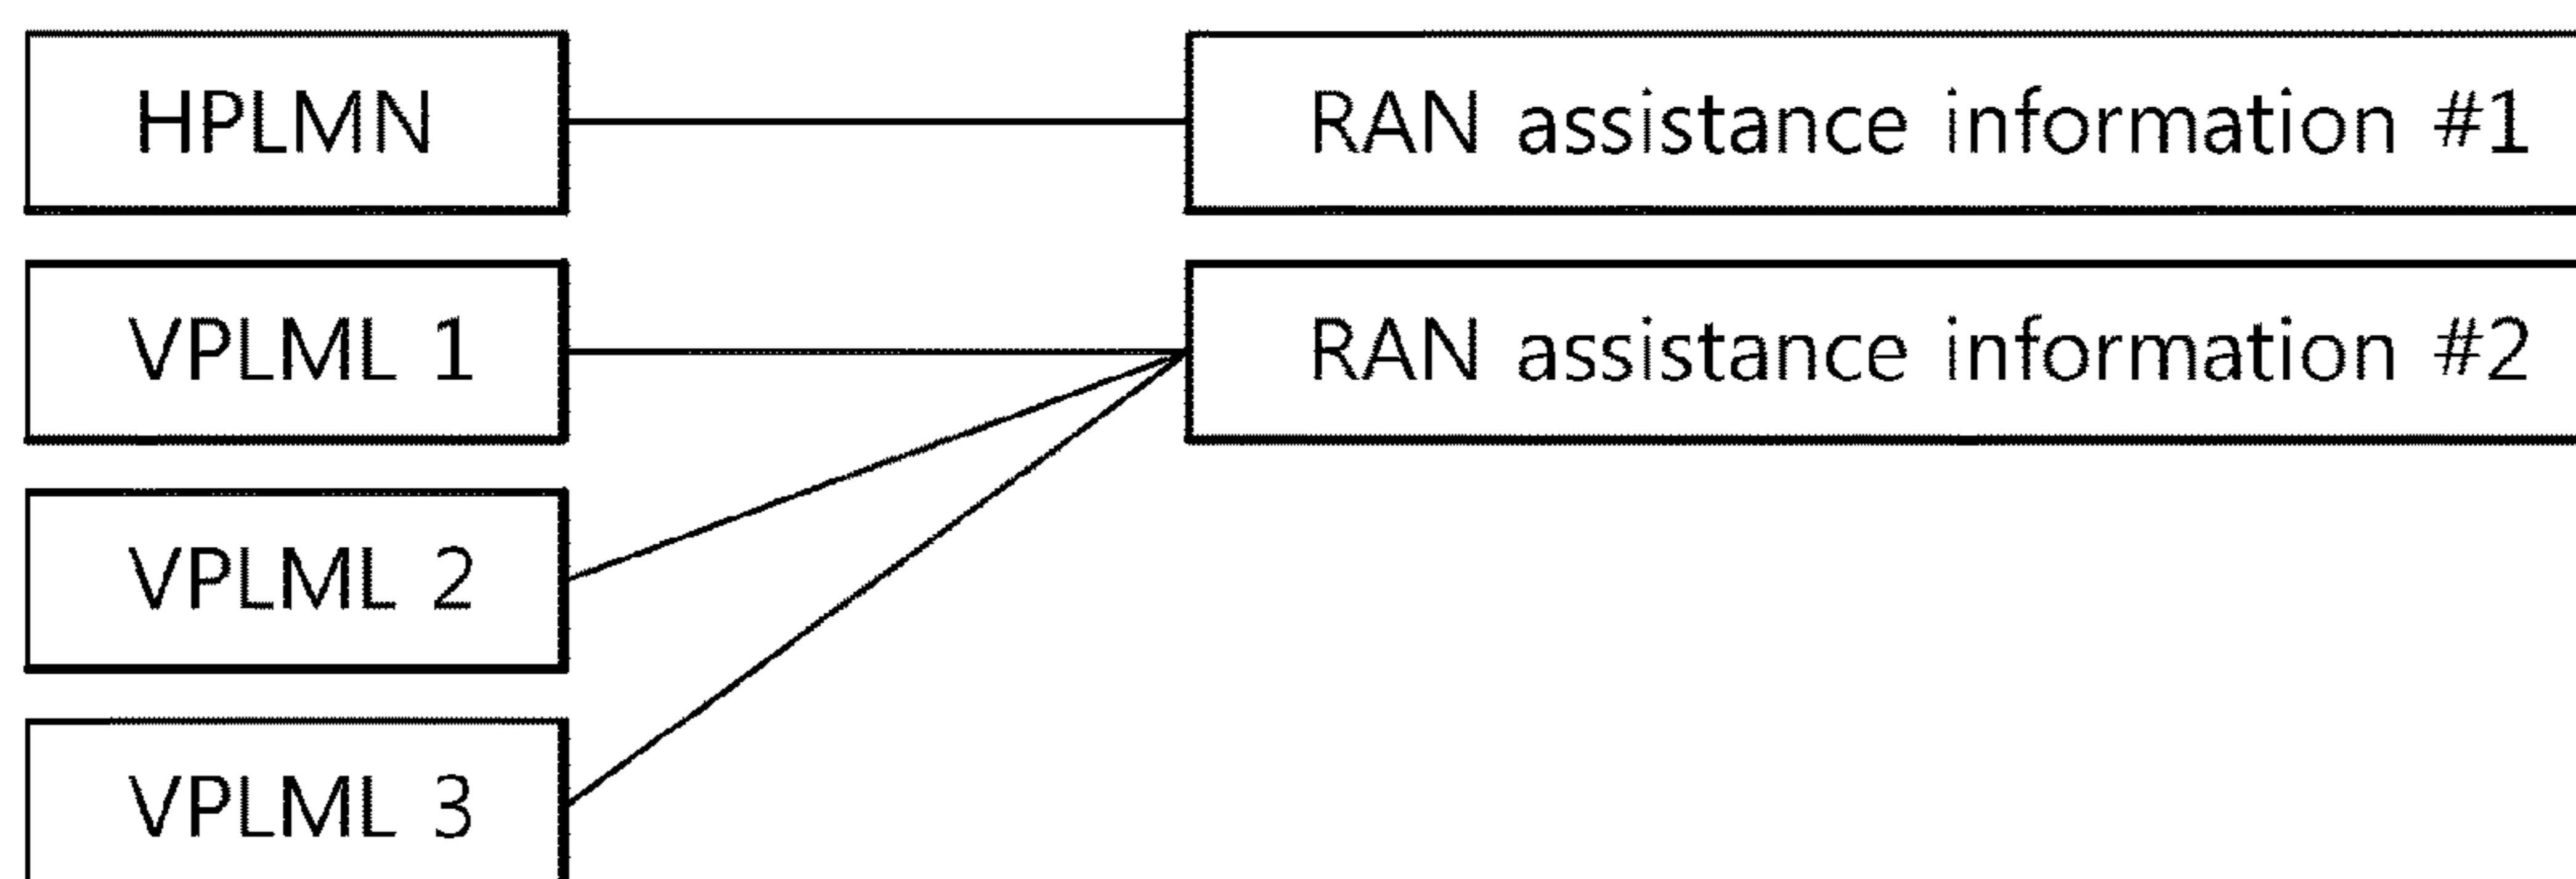 HPLMN
RAN assistance information #1
VPLML 1
RAN assistance information #2
VPLML 2
VPLML 3